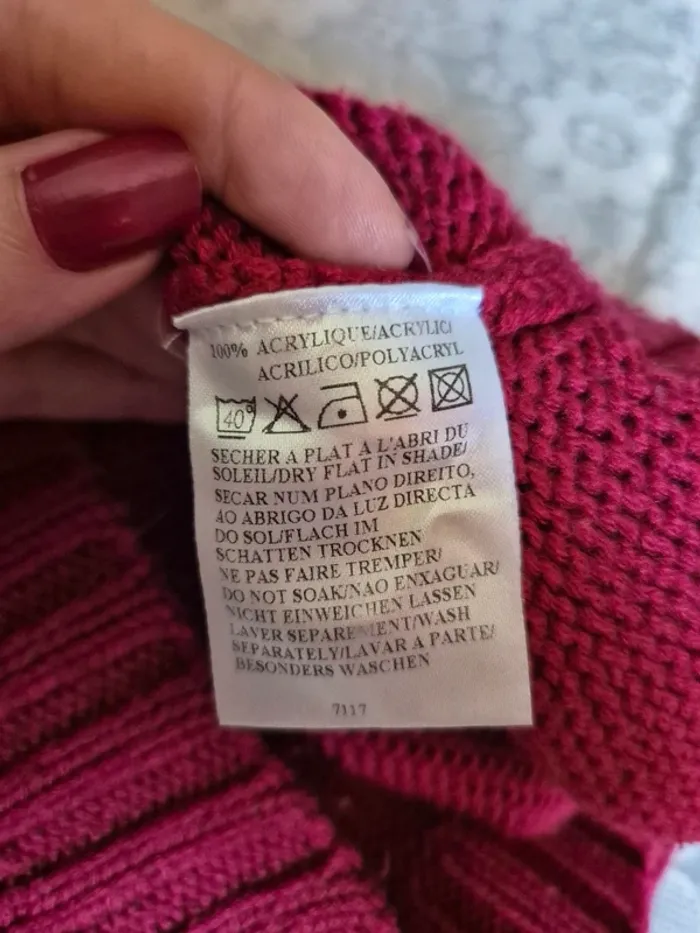 100% ACRYLIQUE/ACRYLIC/
ACRILICO/POLYACRYL
40°
SECHER A PLAT A L'ABRI DU
SOLEIL/DRY FLAT IN SHADE/
SECAR NUM PLANO DIREITO,
AO ABRIGO DA LUZ DIRECTA
DO SOL/FLACH IM
SCHATTEN TROCKNEN
NE PAS FAIRE TREMPER/
DO NOT SOAK/NAO ENXAGUAR/
NICHT EINWEICHEN LASSEN
LAVER SEPAREMENT/WASH
SEPARATELY/LAVAR A PARTE/
BESONDERS WASCHEN
7117